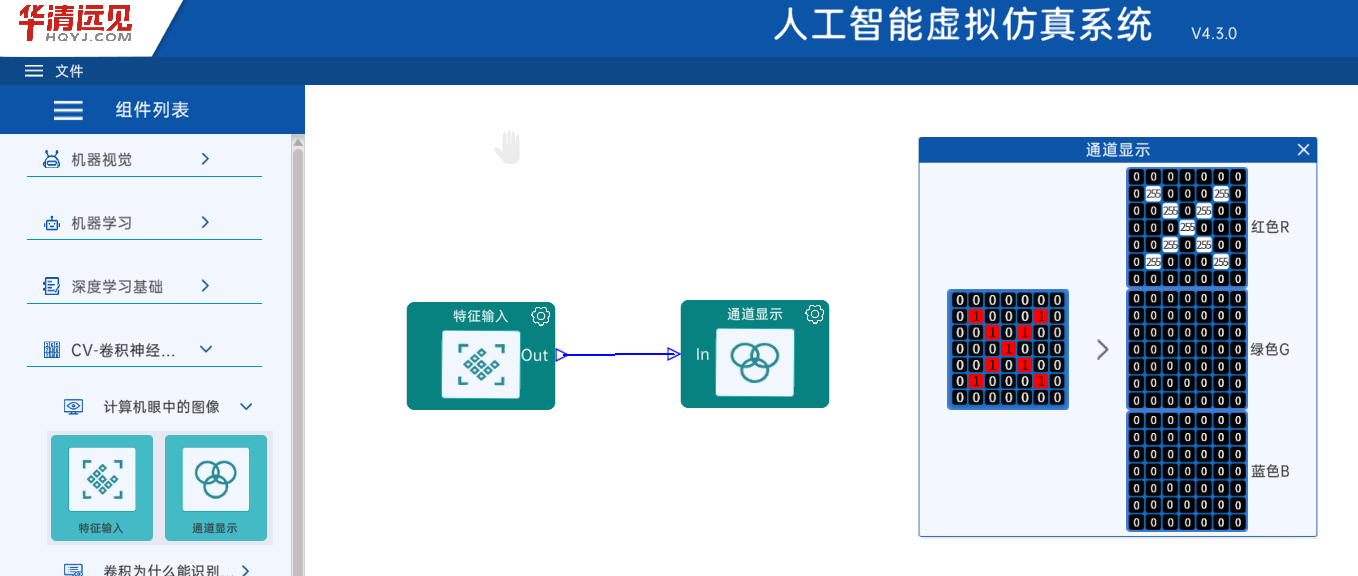 华清远见
HQYJ.COM
人工智能虚拟仿真系统 V4.3.0
文件
组件列表
机器视觉
机器学习
深度学习基础
CV-卷积神经...
计算机眼中的图像
特征输入 通道显示
卷积为什么能识别...
特征输入
Out
通道显示
In
通道显示
0 0 0 0 0 0 0
0 1 0 0 0 1 0
0 0 1 0 1 0 0
0 0 0 1 0 0 0
0 0 1 0 1 0 0
0 1 0 0 0 1 0
0 0 0 0 0 0 0
0 0 0 0 0 0 0
0 255 0 0 0 255 0
0 0 255 0 255 0 0
0 0 0 255 0 0 0
0 0 255 0 255 0 0
0 255 0 0 0 255 0
0 0 0 0 0 0 0
红色R
0 0 0 0 0 0 0
0 0 0 0 0 0 0
0 0 0 0 0 0 0
0 0 0 0 0 0 0
0 0 0 0 0 0 0
0 0 0 0 0 0 0
0 0 0 0 0 0 0
绿色G
0 0 0 0 0 0 0
0 0 0 0 0 0 0
0 0 0 0 0 0 0
0 0 0 0 0 0 0
0 0 0 0 0 0 0
0 0 0 0 0 0 0
0 0 0 0 0 0 0
蓝色B